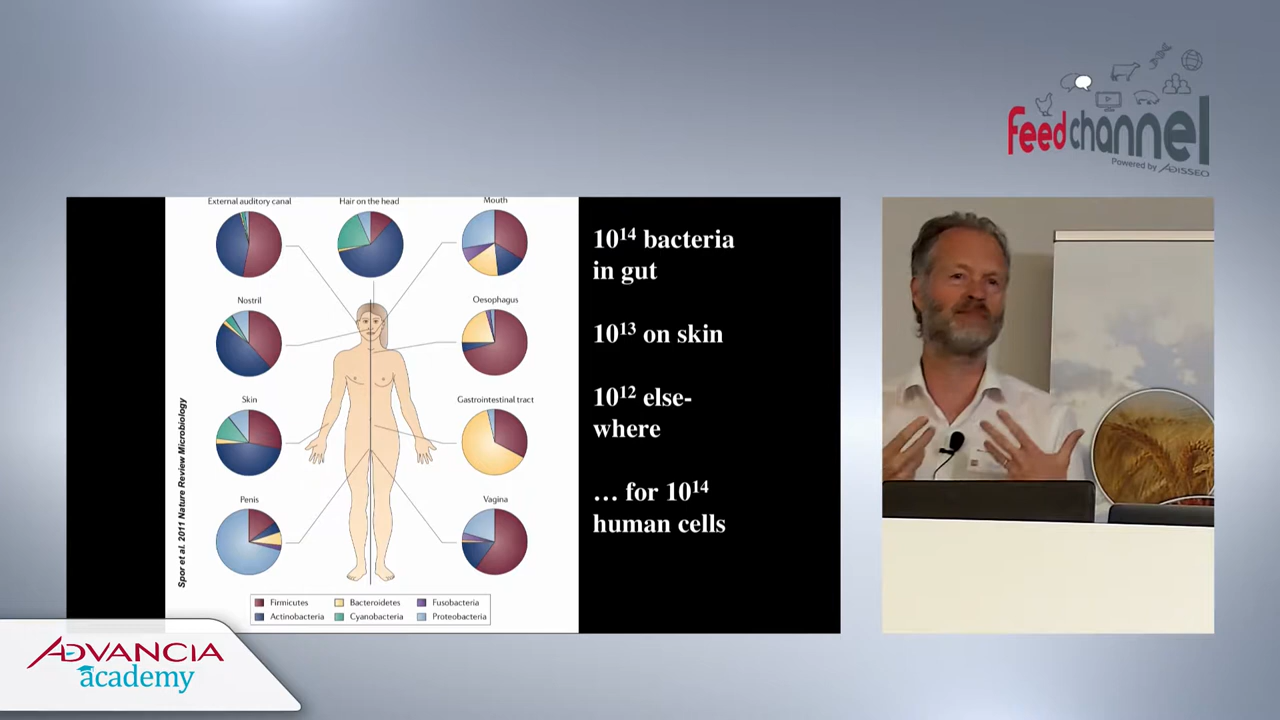 feedchannel
Powered by ADISSEO
External auditory canal
Hair on the head
Mouth
Nostril
Oesophagus
Skin
Gastrointestinal tract
Penis
Vagina
Spor et al. 2011 Nature Review Microbiology
Firmicutes
Bacteroidetes
Fusobacteria
Actinobacteria
Cyanobacteria
Proteobacteria
10¹⁴ bacteria
in gut
10¹³ on skin
10¹² else-
where
… for 10¹⁴
human cells
ADVANCIA
academy